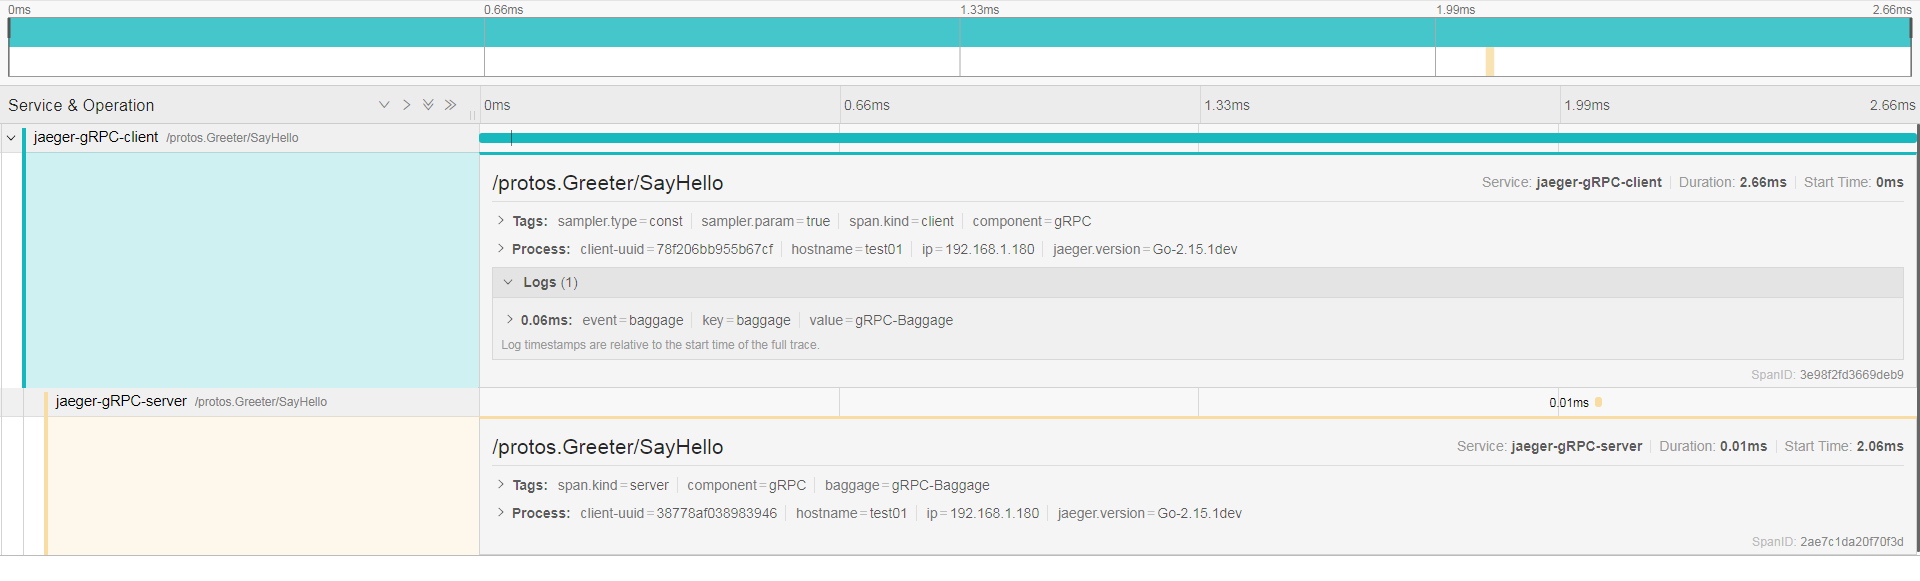 0ms 0.66ms 1.33ms 1.99ms 2.66ms
Service & Operation 0ms 0.66ms 1.33ms 1.99ms 2.66ms
jaeger-gRPC-client /protos.Greeter/SayHello
/protos.Greeter/SayHello Service: jaeger-gRPC-client Duration: 2.66ms Start Time: 0ms
Tags: sampler.type=const sampler.param=true span.kind=client component=gRPC
Process: client-uuid=78f206bb955b67cf hostname=test01 ip=192.168.1.180 jaeger.version=Go-2.15.1dev
Logs (1)
0.06ms: event=baggage key=baggage value=gRPC-Baggage
Log timestamps are relative to the start time of the full trace.
SpanID: 3e98f2fd3669deb9
jaeger-gRPC-server /protos.Greeter/SayHello 0.01ms
/protos.Greeter/SayHello Service: jaeger-gRPC-server Duration: 0.01ms Start Time: 2.06ms
Tags: span.kind=server component=gRPC baggage=gRPC-Baggage
Process: client-uuid=38778af038983946 hostname=test01 ip=192.168.1.180 jaeger.version=Go-2.15.1dev
SpanID: 2ae7c1da20f70f3d